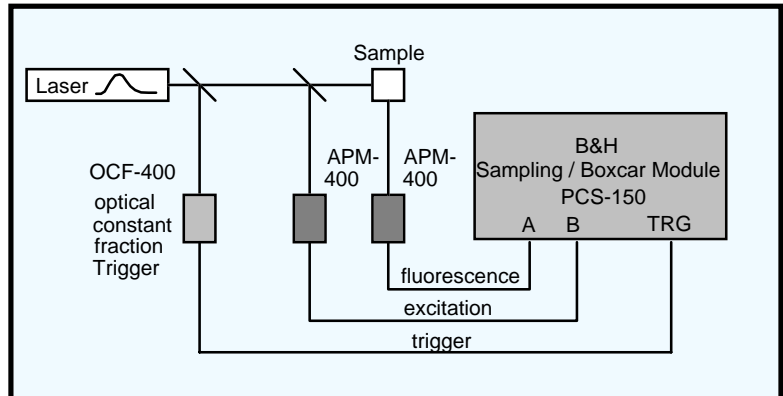 Sample
Laser
OCF-400
optical
constant
fraction
Trigger
APM-
400
APM-
400
B&H
Sampling / Boxcar Module
PCS-150
A B TRG
fluorescence
excitation
trigger